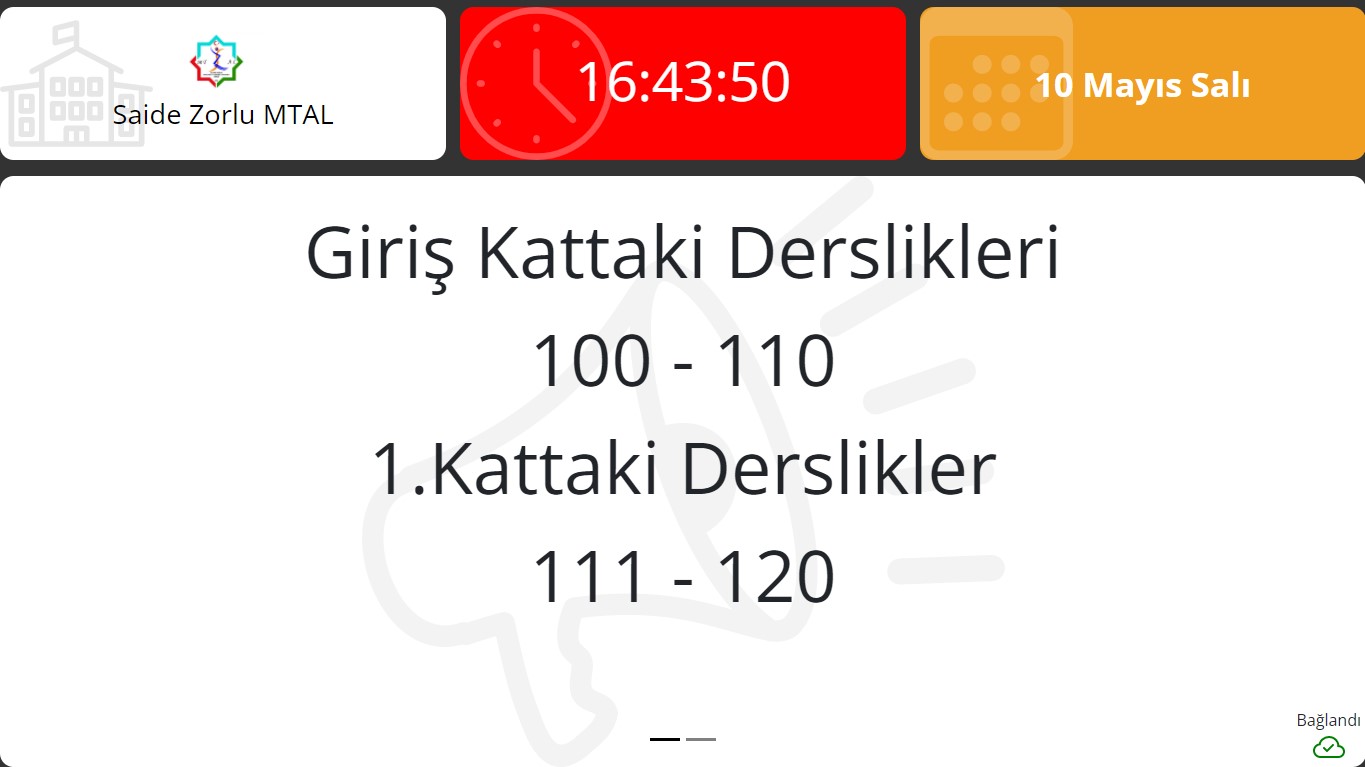 Saide Zorlu MTAL
16:43:50
10 Mayıs Salı
Giriş Kattaki Derslikleri
100 - 110
1.Kattaki Derslikler
111 - 120
Bağlandı